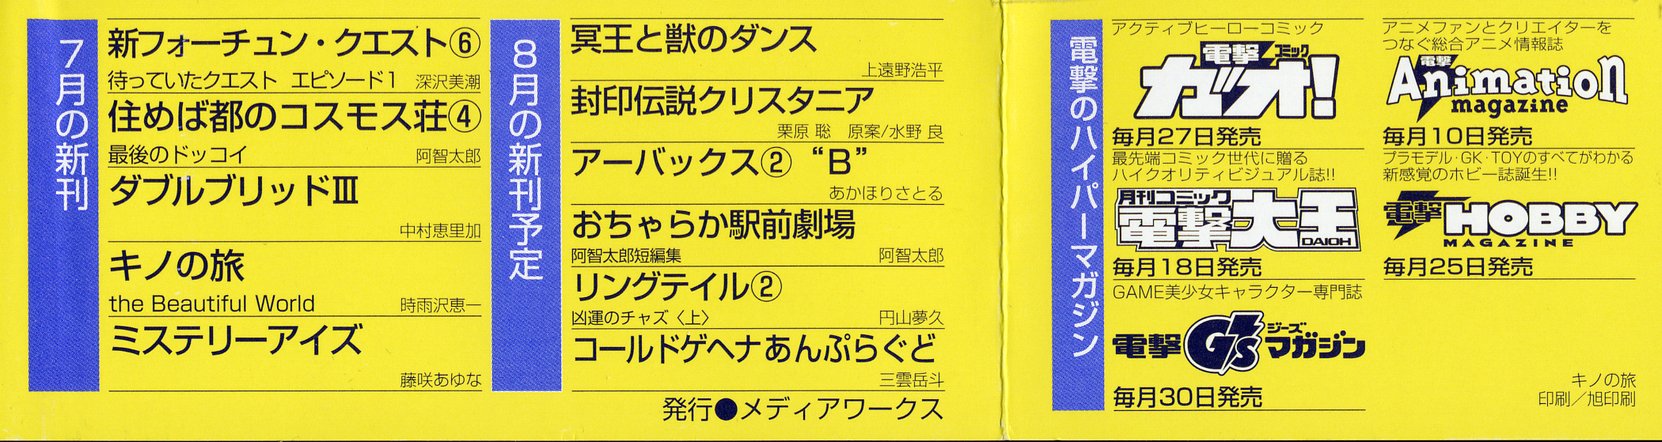 7月の新刊
新フォーチュン・クエスト⑥
待っていたクエスト エピソード1 深沢美潮
住めば都のコスモス荘④
最後のドッコイ 阿智太郎
ダブルブリッドⅢ
中村恵里加
キノの旅
the Beautiful World 時雨沢恵一
ミステリーアイズ
藤咲あゆな
8月の新刊予定
冥王と獣のダンス
上遠野浩平
封印伝説クリスタニア
栗原 聡 原案/水野 良
アーバックス② “B”
あかほりさとる
おちゃらか駅前劇場
阿智太郎短編集 阿智太郎
リングテイル②
凶運のチャズ〈上〉 円山夢久
コールドゲヘナあんぷらぐど
三雲岳斗
発行●メディアワークス
電撃のハイパーマガジン
アクティブヒーローコミック
電撃コミック
ガオ!
毎月27日発売
最先端コミック世代に贈る
ハイクオリティビジュアル誌!!
月刊コミック
電撃大王
DAIOH
毎月18日発売
GAME美少女キャラクター専門誌
電撃G'sジーズマガジン
毎月30日発売
アニメファンとクリエイターを
つなぐ総合アニメ情報誌
電撃
Animation
magazine
毎月10日発売
プラモデル・GK・TOYのすべてがわかる
新感覚のホビー誌誕生!!
電撃HOBBY
MAGAZINE
毎月25日発売
キノの旅
印刷／旭印刷